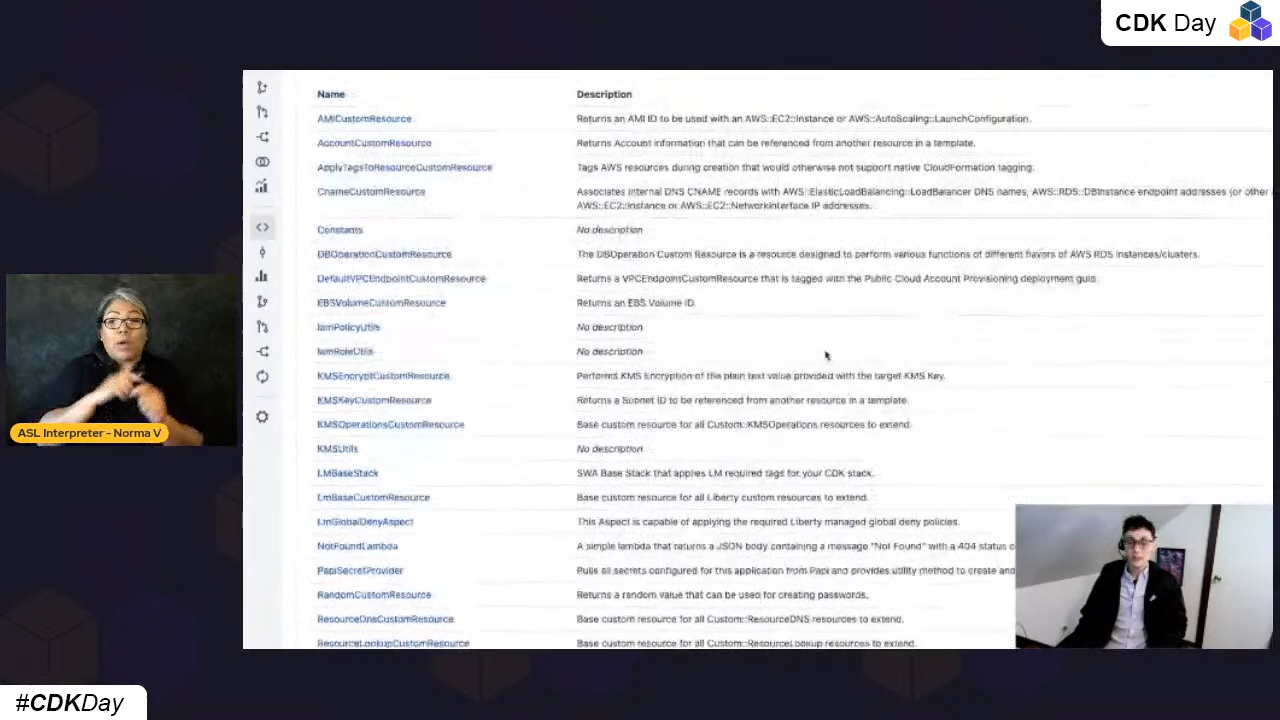 CDK Day
Name Description
AMICustomResource Returns an AMI ID to be used with an AWS::EC2::Instance or AWS::AutoScaling::LaunchConfiguration.
AccountCustomResource Returns Account information that can be referenced from another resource in a template.
ApplyTagsToResourceCustomResource Tags AWS resources during creation that would otherwise not support native CloudFormation tagging.
CnameCustomResource Associates internal DNS CNAME records with AWS::ElasticLoadBalancing::LoadBalancer DNS names, AWS::RDS::DBInstance endpoint addresses (or other
AWS::EC2::Instance or AWS::EC2::NetworkInterface IP addresses.
Constants No description
DBOperationCustomResource The DBOperation Custom Resource is a resource designed to perform various functions of different flavors of AWS RDS instances/clusters.
DefaultVPCEndpointCustomResource Returns a VPCEndpointCustomResource that is tagged with the Public Cloud Account Provisioning deployment guid.
EBSVolumeCustomResource Returns an EBS Volume ID.
IamPolicyUtils No description
IamRoleUtils No description
KMSEncryptCustomResource Performs KMS Encryption of the plain text value provided with the target KMS Key.
KMSKeyCustomResource Returns a Subnet ID to be referenced from another resource in a template.
KMSOperationsCustomResource Base custom resource for all Custom::KMSOperations resources to extend.
KMSUtils No description
LMBaseStack SWA Base Stack that applies LM required tags for your CDK stack.
LmBaseCustomResource Base custom resource for all Liberty custom resources to extend.
LmGlobalDenyAspect This Aspect is capable of applying the required Liberty managed global deny policies.
NotFoundLambda A simple lambda that returns a JSON body containing a message "Not Found" with a 404 status c
PapiSecretProvider Pulls all secrets configured for this application from Papi and provides utility method to create and
RandomCustomResource Returns a random value that can be used for creating passwords.
ResourceDnsCustomResource Base custom resource for all Custom::ResourceDNS resources to extend.
ResourceLookupCustomResource Base custom resource for all Custom::ResourceLookup resources to extend.
ASL Interpreter - Norma V
#CDKDay